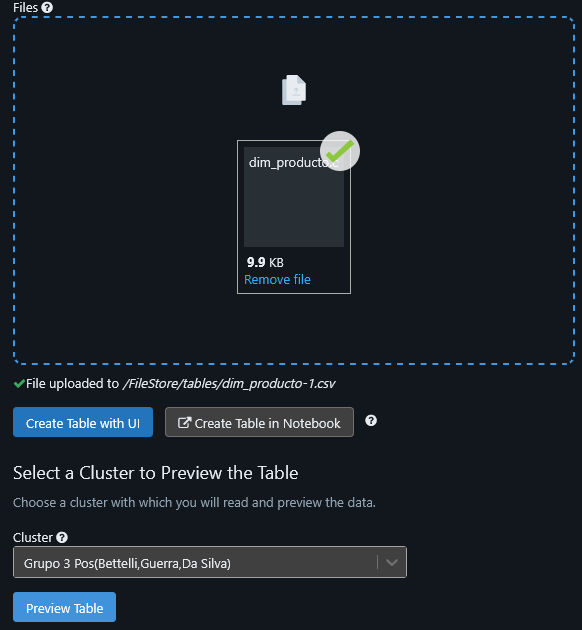 Files
dim_producto.c
9.9 KB
Remove file
File uploaded to /FileStore/tables/dim_producto-1.csv
Create Table with UI
Create Table in Notebook
Select a Cluster to Preview the Table
Choose a cluster with which you will read and preview the data.
Cluster
Grupo 3 Pos(Bettelli,Guerra,Da Silva)
Preview Table